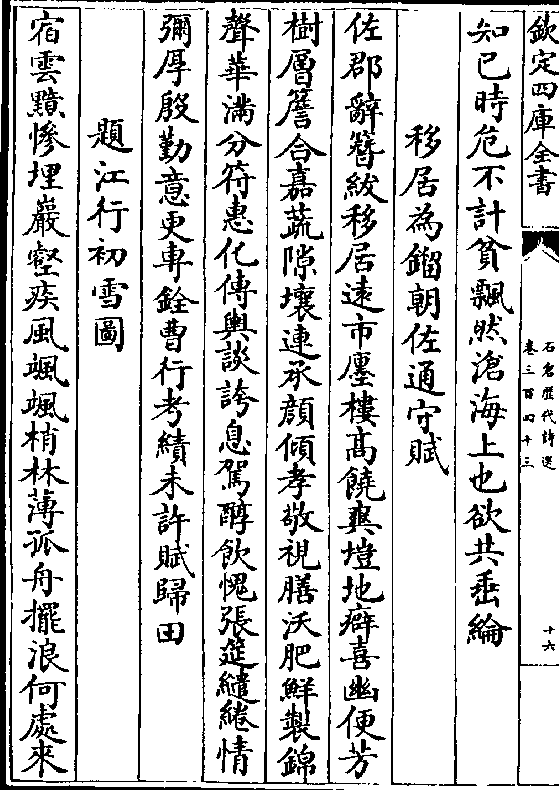 欽定四庫全書
石倉歴代詩選
卷三百四十三
十六
知已時危不計貧飄然滄海上也欲共垂綸
移居為鎦朝佐通守賦
佐郡辭簪紱移居遠市廛樓高饒爽塏地癖喜幽便芳
樹層簷合嘉蔬隙壤連承顔傾孝敬視膳沃肥鮮製錦
聲華滿分符惠化傳輿談誇息駕醇飲愧張筵繾綣情
彌厚殷勤意更專銓曹行考績未許賦歸田
題江行初雪圖
宿雲黲慘埋巖壑疾風颯颯梢林薄孤舟擺浪何處來